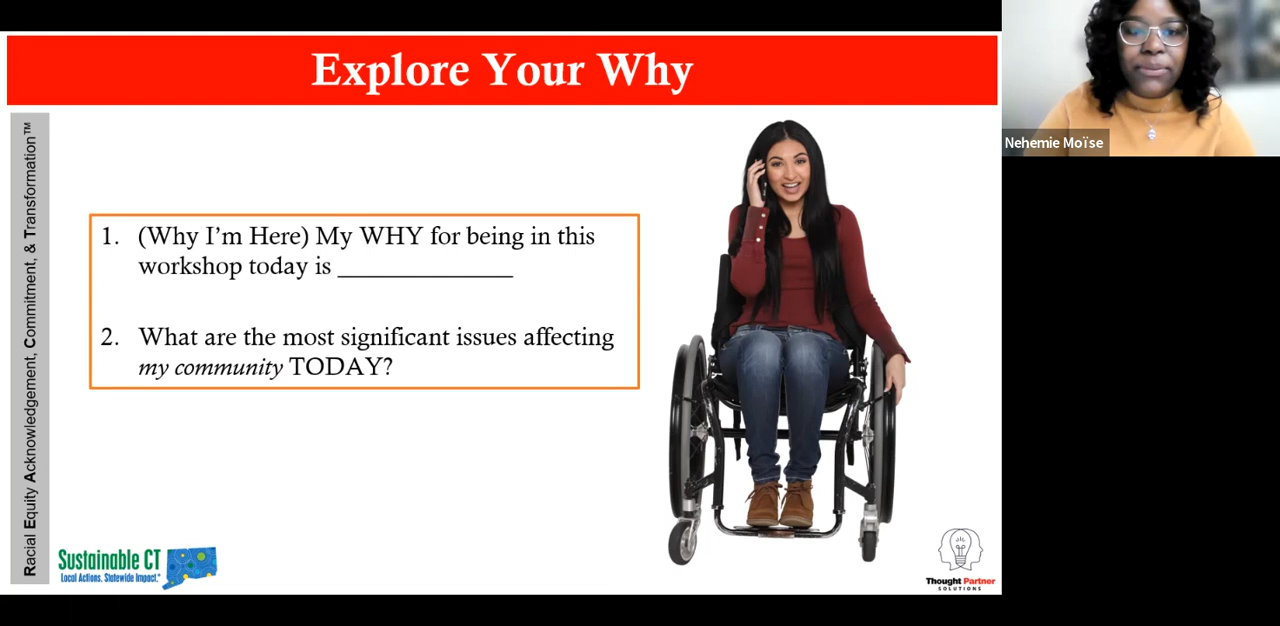 Explore Your Why
Racial Equity Acknowledgement, Commitment, & Transformation™
1. (Why I’m Here) My WHY for being in this
workshop today is ______________
2. What are the most significant issues affecting
my community TODAY?
Sustainable CT
Local Actions. Statewide Impact.®
Thought Partner
SOLUTIONS
Nehemie Moïse